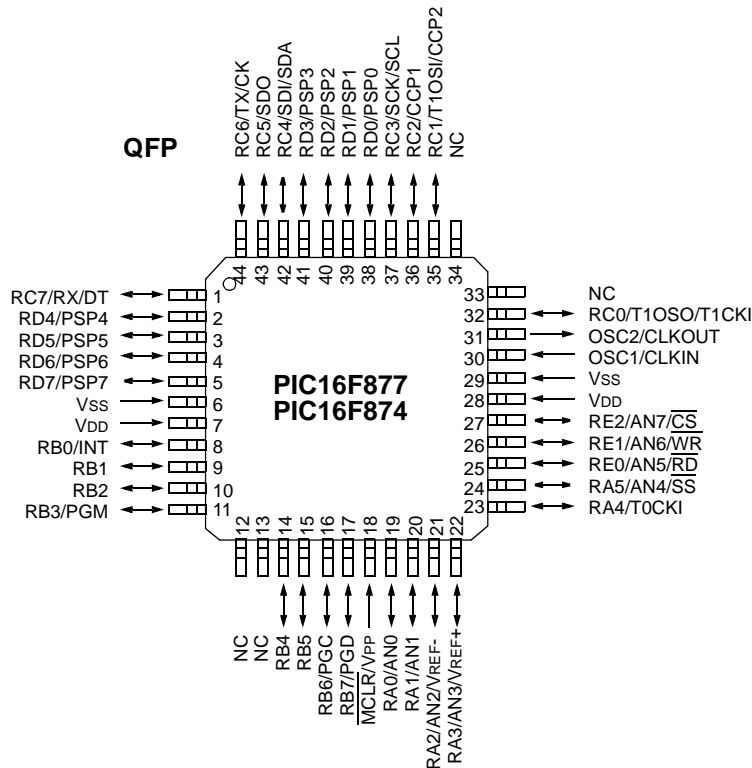 QFP
RC6/TX/CK
RC5/SDO
RC4/SDI/SDA
RD3/PSP3
RD2/PSP2
RD1/PSP1
RD0/PSP0
RC3/SCK/SCL
RC2/CCP1
RC1/T1OSI/CCP2
NC
44
43
42
41
40
39
38
37
36
35
34
RC7/RX/DT 1
RD4/PSP4 2
RD5/PSP5 3
RD6/PSP6 4
RD7/PSP7 5
VSS 6
VDD 7
RB0/INT 8
RB1 9
RB2 10
RB3/PGM 11
PIC16F877
PIC16F874
33 NC
32 RC0/T1OSO/T1CKI
31 OSC2/CLKOUT
30 OSC1/CLKIN
29 VSS
28 VDD
27 RE2/AN7/CS
26 RE1/AN6/WR
25 RE0/AN5/RD
24 RA5/AN4/SS
23 RA4/T0CKI
12
13
14
15
16
17
18
19
20
21
22
NC
NC
RB4
RB5
RB6/PGC
RB7/PGD
MCLR/VPP
RA0/AN0
RA1/AN1
RA2/AN2/VREF-
RA3/AN3/VREF+